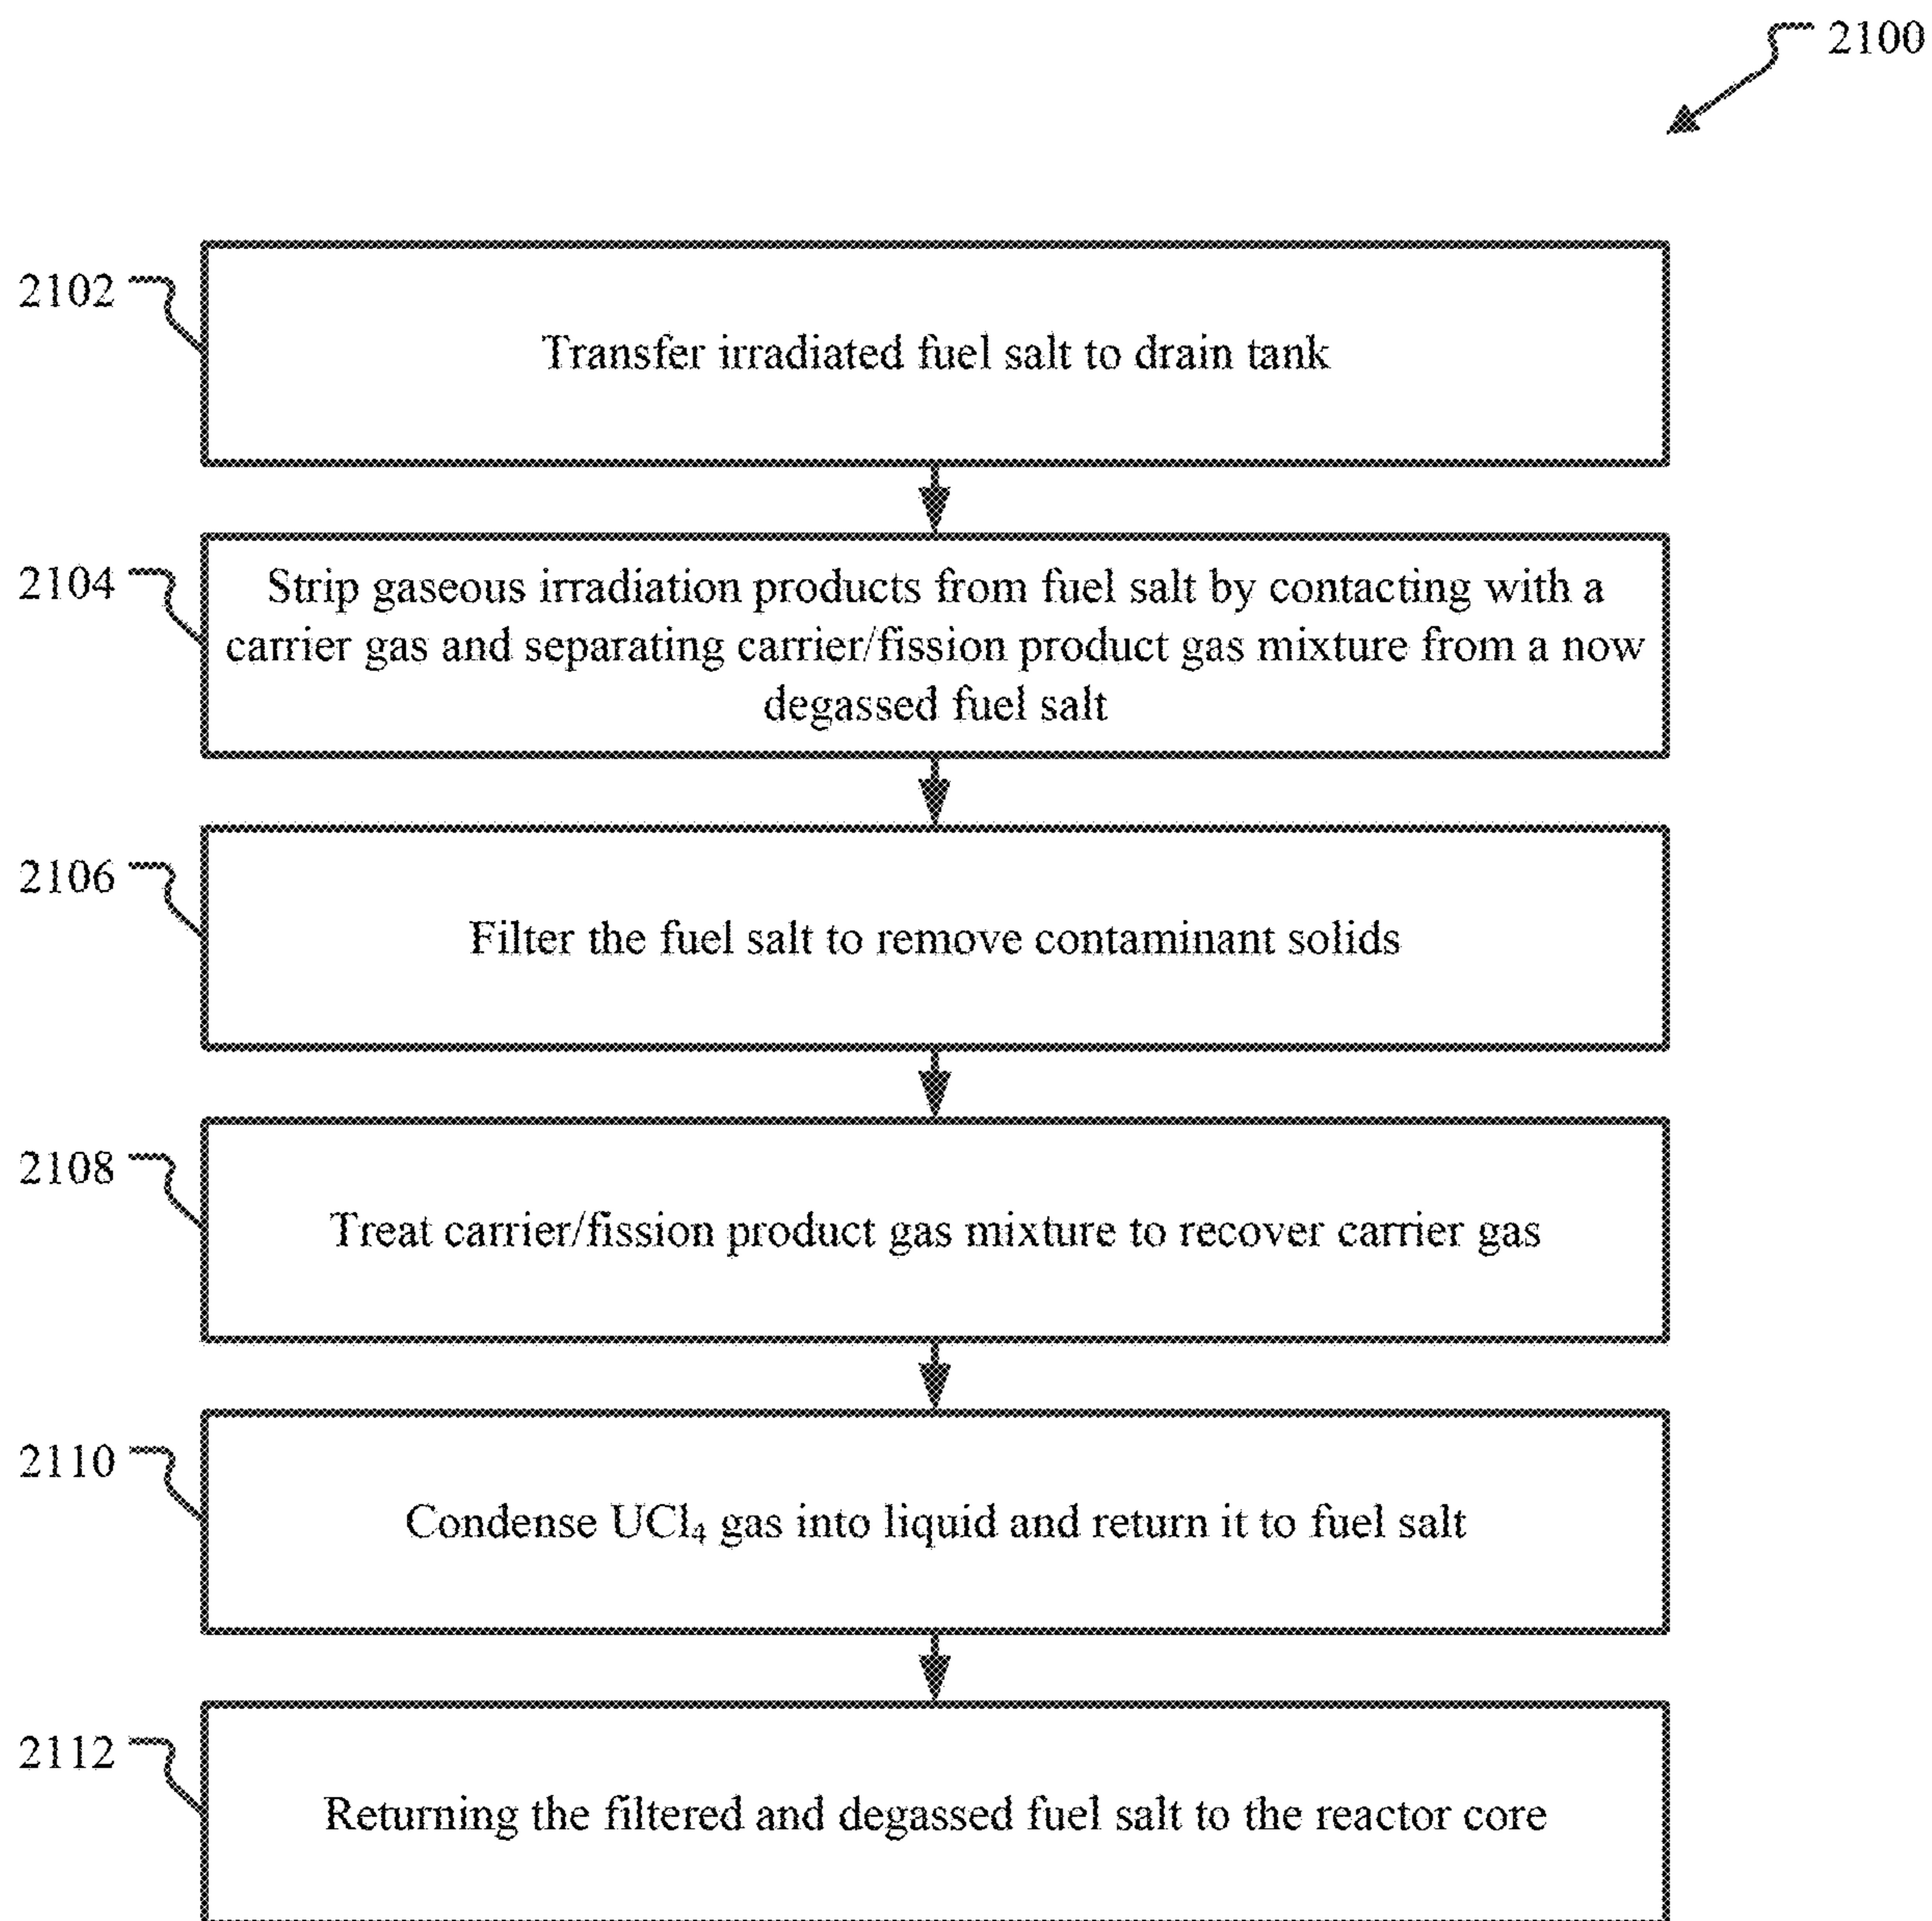 2100
2102
Transfer irradiated fuel salt to drain tank
2104
Strip gaseous irradiation products from fuel salt by contacting with a
carrier gas and separating carrier/fission product gas mixture from a now
degassed fuel salt
2106
Filter the fuel salt to remove contaminant solids
2108
Treat carrier/fission product gas mixture to recover carrier gas
2110
Condense UCl₄ gas into liquid and return it to fuel salt
2112
Returning the filtered and degassed fuel salt to the reactor core